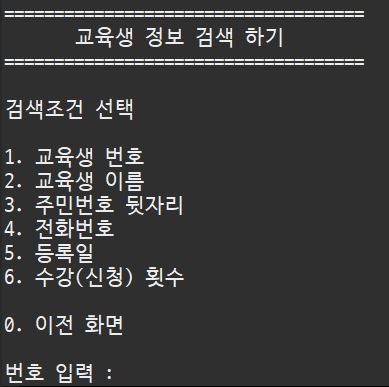 ====================================
교육생 정보 검색 하기
====================================
검색조건 선택
1. 교육생 번호
2. 교육생 이름
3. 주민번호 뒷자리
4. 전화번호
5. 등록일
6. 수강(신청) 횟수
0. 이전 화면
번호 입력 :